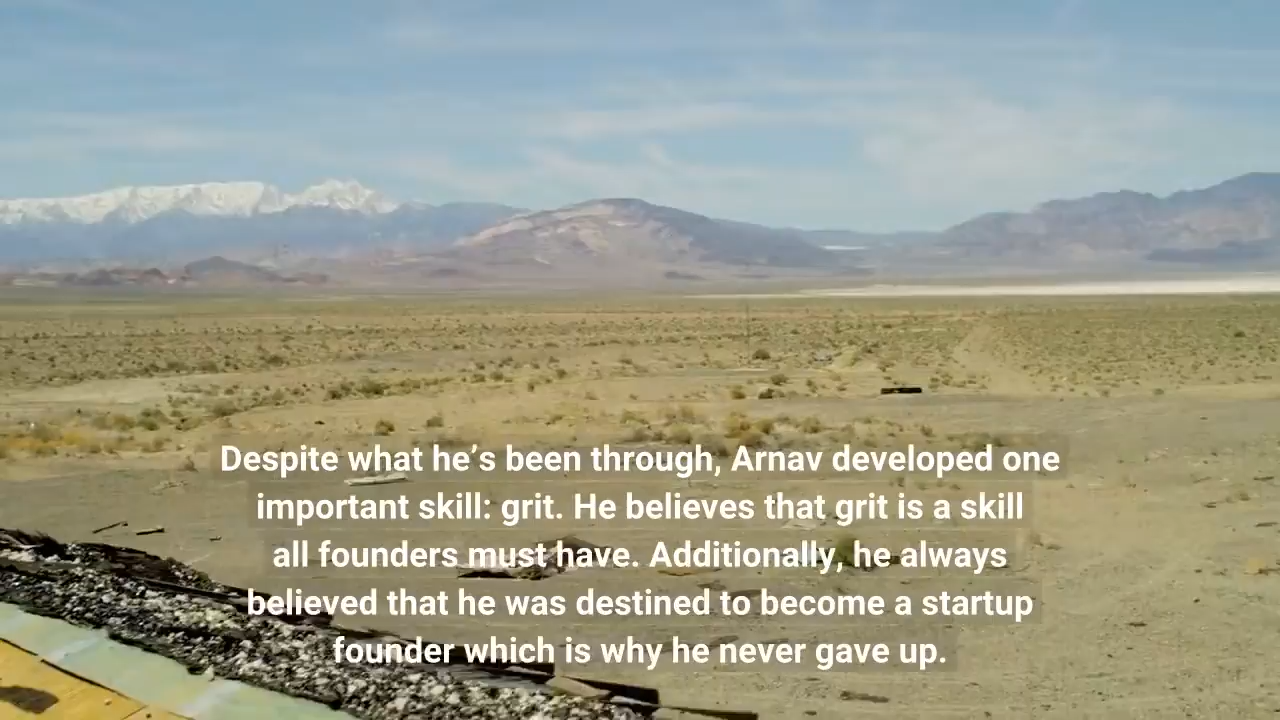 Despite what he’s been through, Arnav developed one
important skill: grit. He believes that grit is a skill
all founders must have. Additionally, he always
believed that he was destined to become a startup
founder which is why he never gave up.